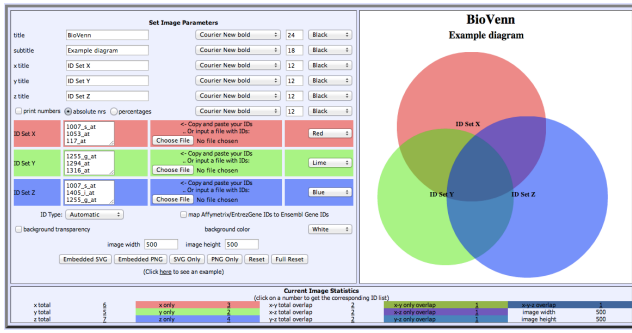 Set Image Parameters
title BioVenn Courier New bold 24 Black
subtitle Example diagram Courier New bold 18 Black
x title ID Set X Courier New bold 12 Black
y title ID Set Y Courier New bold 12 Black
z title ID Set Z Courier New bold 12 Black
print numbers absolute nrs percentages Courier New bold 12 Black
ID Set X
1007_s_at
1053_at
117_at
<- Copy and paste your IDs
.. Or input a file with IDs:
Choose File No file chosen
Red
ID Set Y
1255_g_at
1294_at
1316_at
<- Copy and paste your IDs
.. Or input a file with IDs:
Choose File No file chosen
Lime
ID Set Z
1007_s_at
1405_i_at
1255_g_at
<- Copy and paste your IDs
.. Or input a file with IDs:
Choose File No file chosen
Blue
ID Type: Automatic map Affymetrix/EntrezGene IDs to Ensembl Gene IDs
background transparency background color White
image width 500 image height 500
Embedded SVG Embedded PNG SVG Only PNG Only Reset Full Reset
(Click here to see an example)
BioVenn
Example diagram
ID Set X
ID Set Y
ID Set Z
Current Image Statistics
(click on a number to get the corresponding ID list)
x total 6 x only 3 x-y total overlap 2 x-y only overlap 1 x-y-z overlap 1
y total 5 y only 2 x-z total overlap 2 x-z only overlap 1 image width 500
z total 7 z only 4 y-z total overlap 2 y-z only overlap 1 image height 500